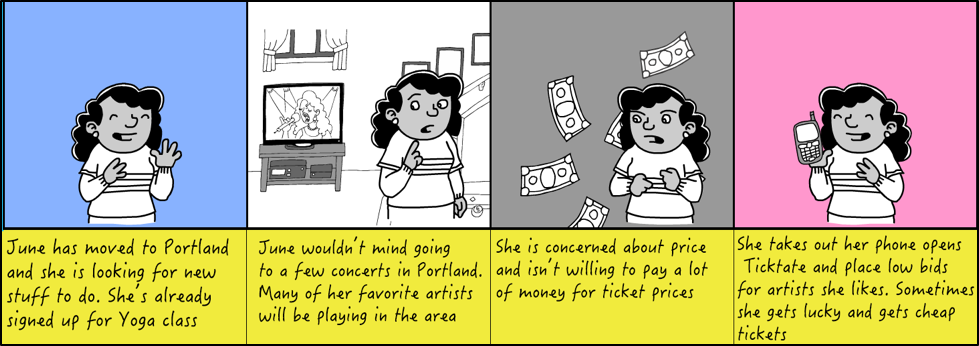 June has moved to Portland
and she is looking for new
stuff to do. She's already
signed up for Yoga class
June wouldn't mind going
to a few concerts in Portland.
Many of her favorite artists
will be playing in the area
She is concerned about price
and isn't willing to pay a lot
of money for ticket prices
She takes out her phone opens
Ticktate and place low bids
for artists she likes. Sometimes
she gets lucky and gets cheap
tickets